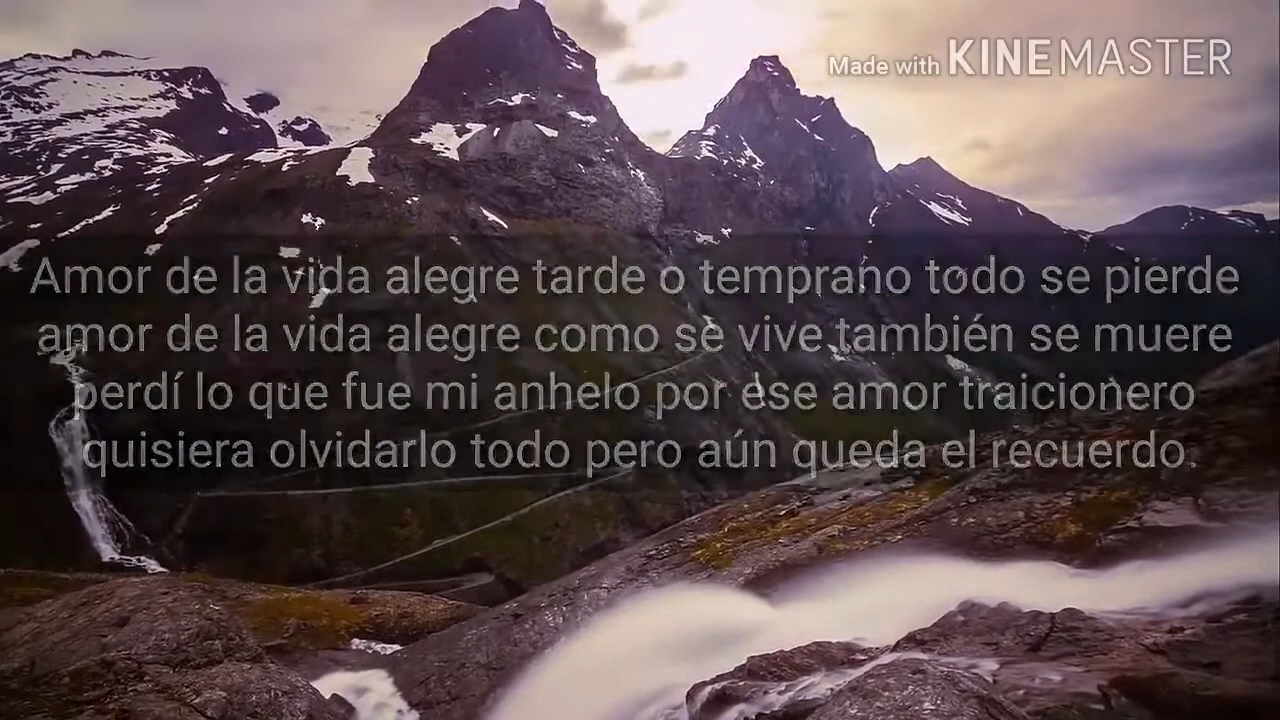 Made with KINEMASTER
Amor de la vida alegre tarde o temprano todo se pierde
amor de la vida alegre como se vive también se muere
perdí lo que fue mi anhelo por ese amor traicionero
quisiera olvidarlo todo pero aún queda el recuerdo.